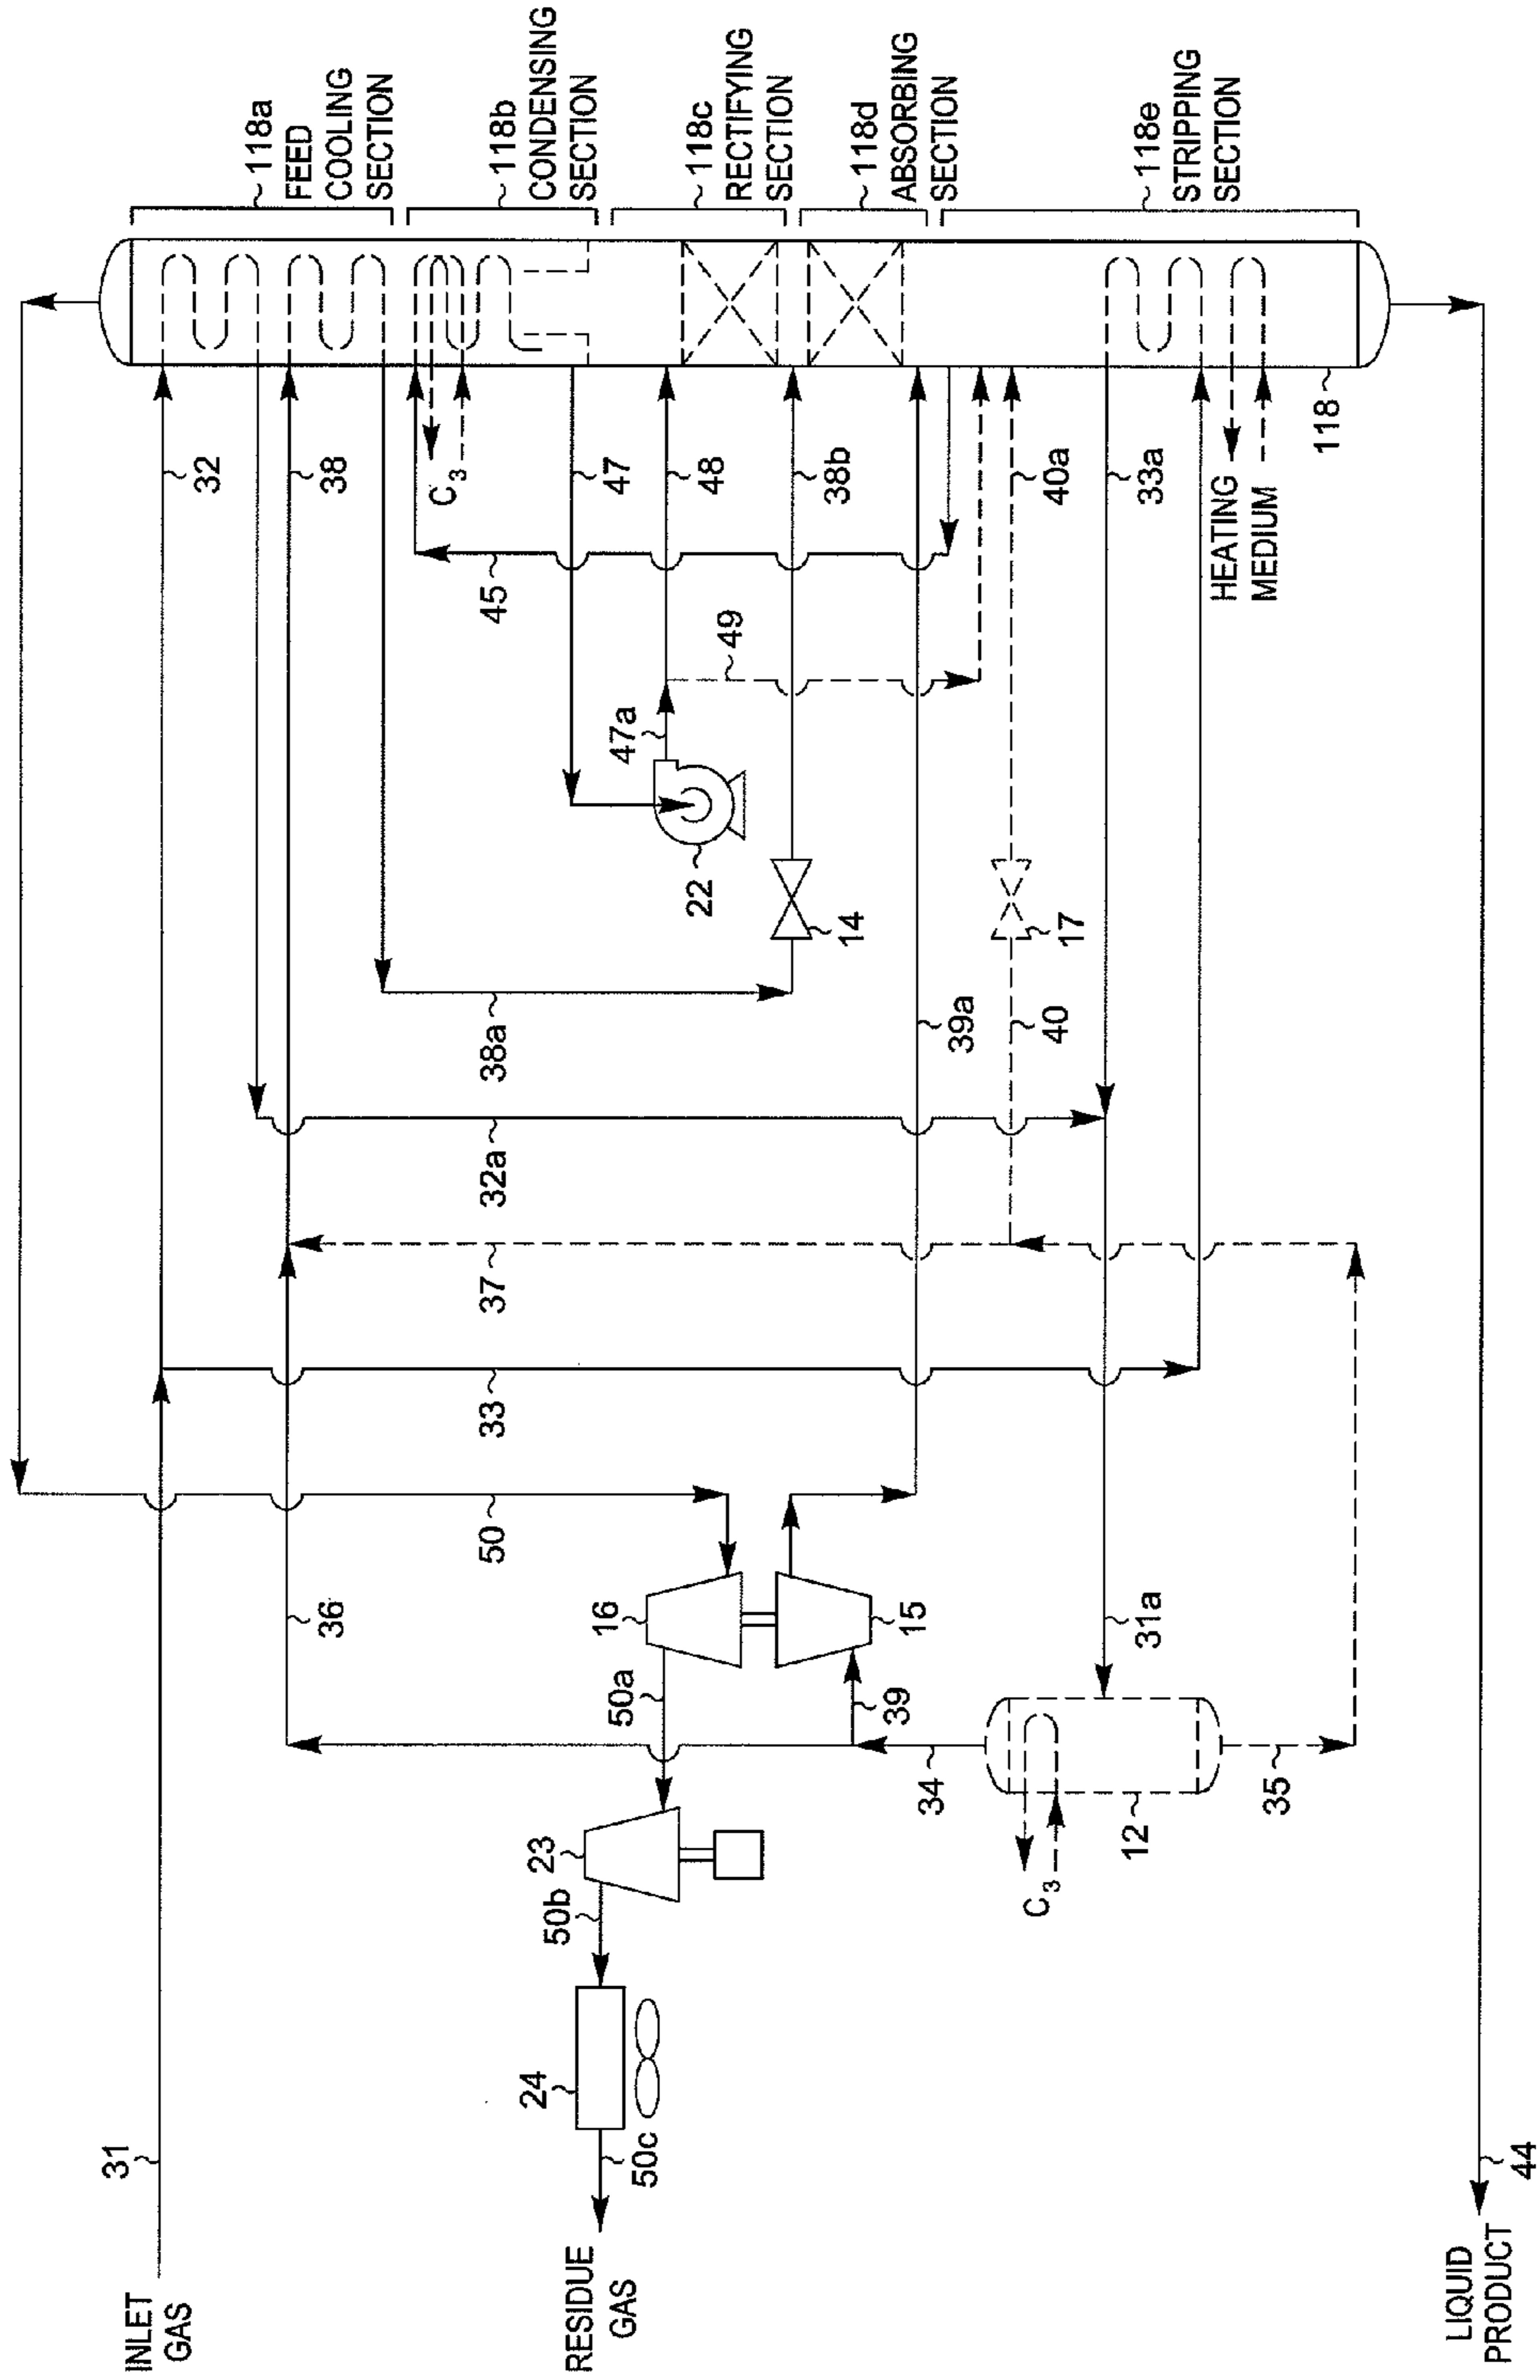 INLET
GAS
31
RESIDUE
GAS
50c
24
50b
23
50a
16
15
39
34
36
50
C3
12
35
31a
33
37
32a
38a
39a
40
17
14
22
47a
49
45
32
38
C3
47
48
38b
40a
33a
HEATING
MEDIUM
118
118a
FEED
COOLING
SECTION
118b
CONDENSING
SECTION
118c
RECTIFYING
SECTION
118d
ABSORBING
SECTION
118e
STRIPPING
SECTION
LIQUID
PRODUCT
44